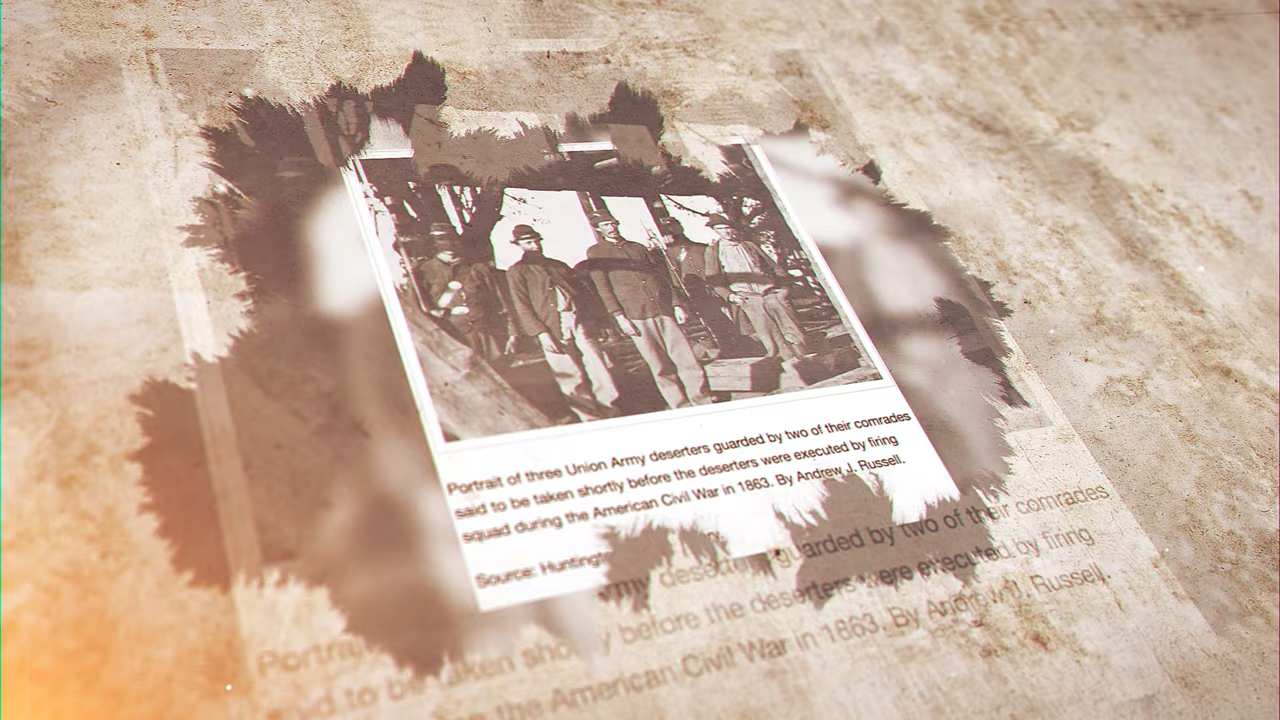 Portrait of three Union Army deserters guarded by two of their comrades
said to be taken shortly before the deserters were executed by firing
squad during the American Civil War in 1863. By Andrew J. Russell.
Source:
guarded by two of their comrades
before the deserters were executed by firing
to be taken
the American Civil War in 1863. By Russell.